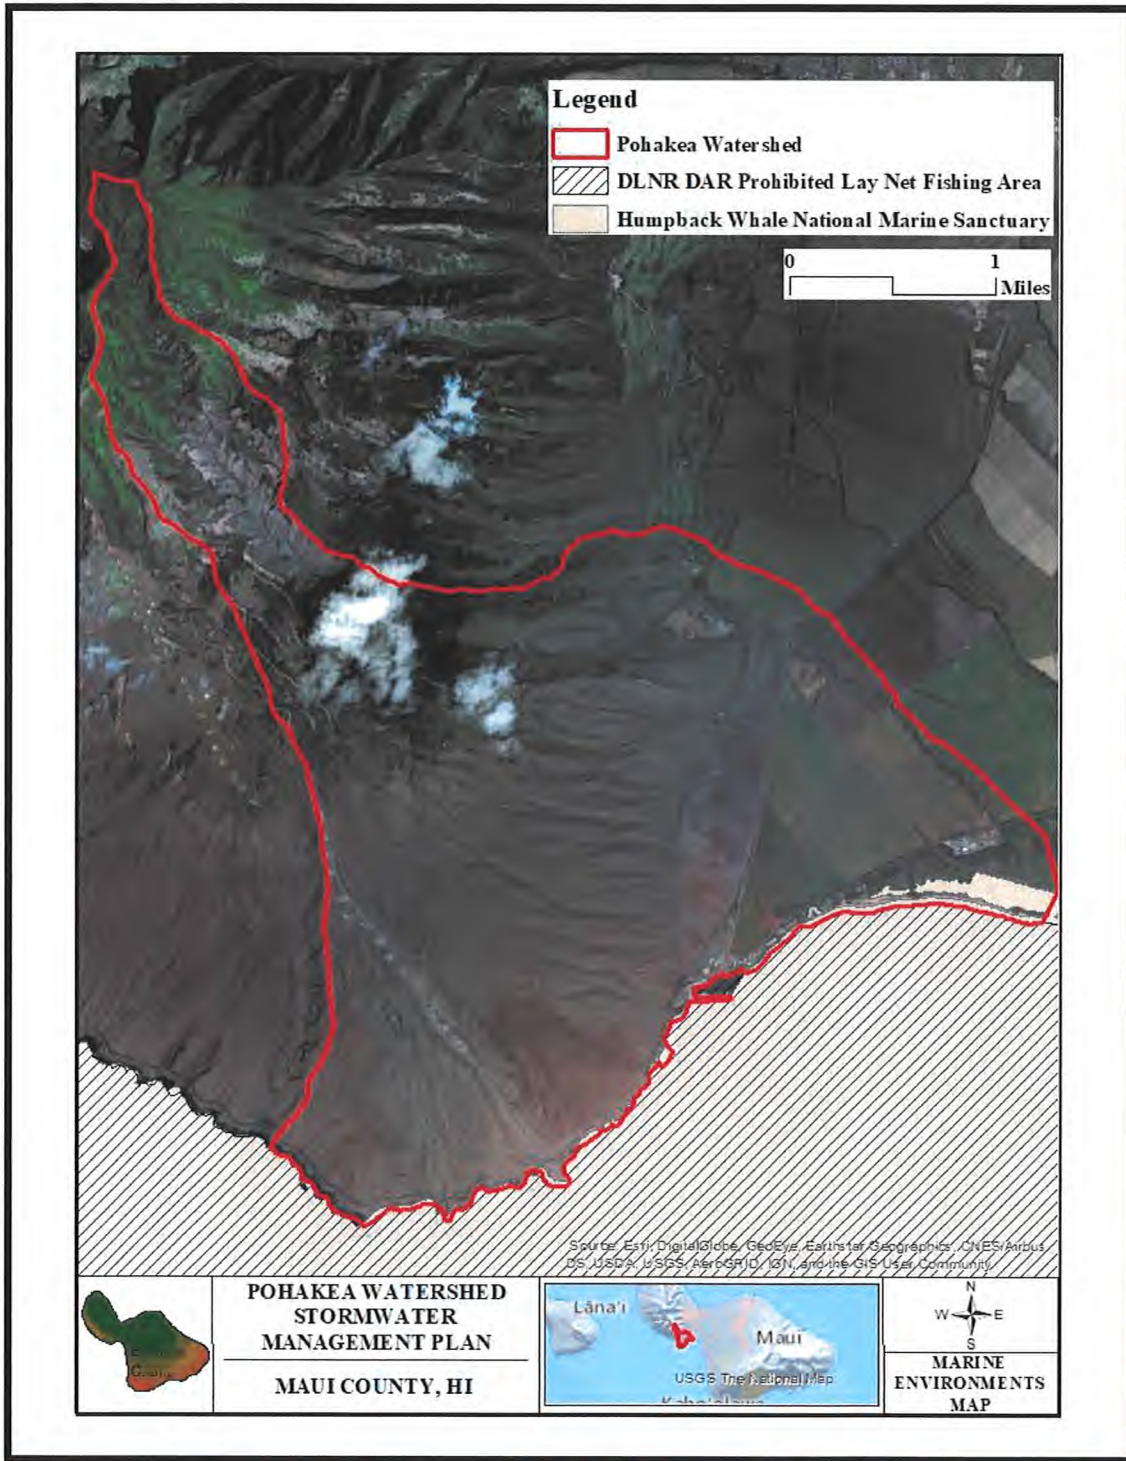 Legend
Pohakea Watershed
DLNR DAR Prohibited Lay Net Fishing Area
Humpback Whale National Marine Sanctuary
0 1
Miles
Source: Esri, DigitalGlobe, GeoEye, Earthstar Geographics, CNES/Airbus
DS, USDA, USGS, AeroGRID, IGN, and the GIS User Community
POHAKEA WATERSHED
STORMWATER
MANAGEMENT PLAN
MAUI COUNTY, HI
Lāna'i
Maui
USGS The National Map
N
W E
S
MARINE
ENVIRONMENTS
MAP